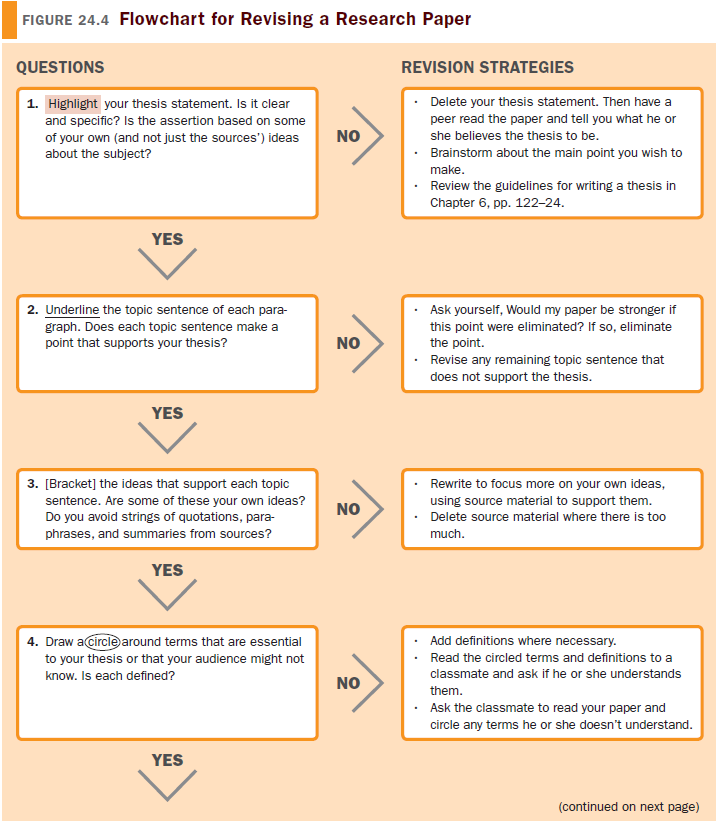 FIGURE 24.4 Flowchart for Revising a Research Paper
QUESTIONS
REVISION STRATEGIES
1. Highlight your thesis statement. Is it clear
and specific? Is the assertion based on some
of your own (and not just the sources') ideas
about the subject?
NO
· Delete your thesis statement. Then have a
peer read the paper and tell you what he or
she believes the thesis to be.
· Brainstorm about the main point you wish to
make.
· Review the guidelines for writing a thesis in
Chapter 6, pp. 122–24.
YES
2. Underline the topic sentence of each para-
graph. Does each topic sentence make a
point that supports your thesis?
NO
· Ask yourself, Would my paper be stronger if
this point were eliminated? If so, eliminate
the point.
· Revise any remaining topic sentence that
does not support the thesis.
YES
3. [Bracket] the ideas that support each topic
sentence. Are some of these your own ideas?
Do you avoid strings of quotations, para-
phrases, and summaries from sources?
NO
· Rewrite to focus more on your own ideas,
using source material to support them.
· Delete source material where there is too
much.
YES
4. Draw a circle around terms that are essential
to your thesis or that your audience might not
know. Is each defined?
NO
· Add definitions where necessary.
· Read the circled terms and definitions to a
classmate and ask if he or she understands
them.
· Ask the classmate to read your paper and
circle any terms he or she doesn't understand.
YES
(continued on next page)